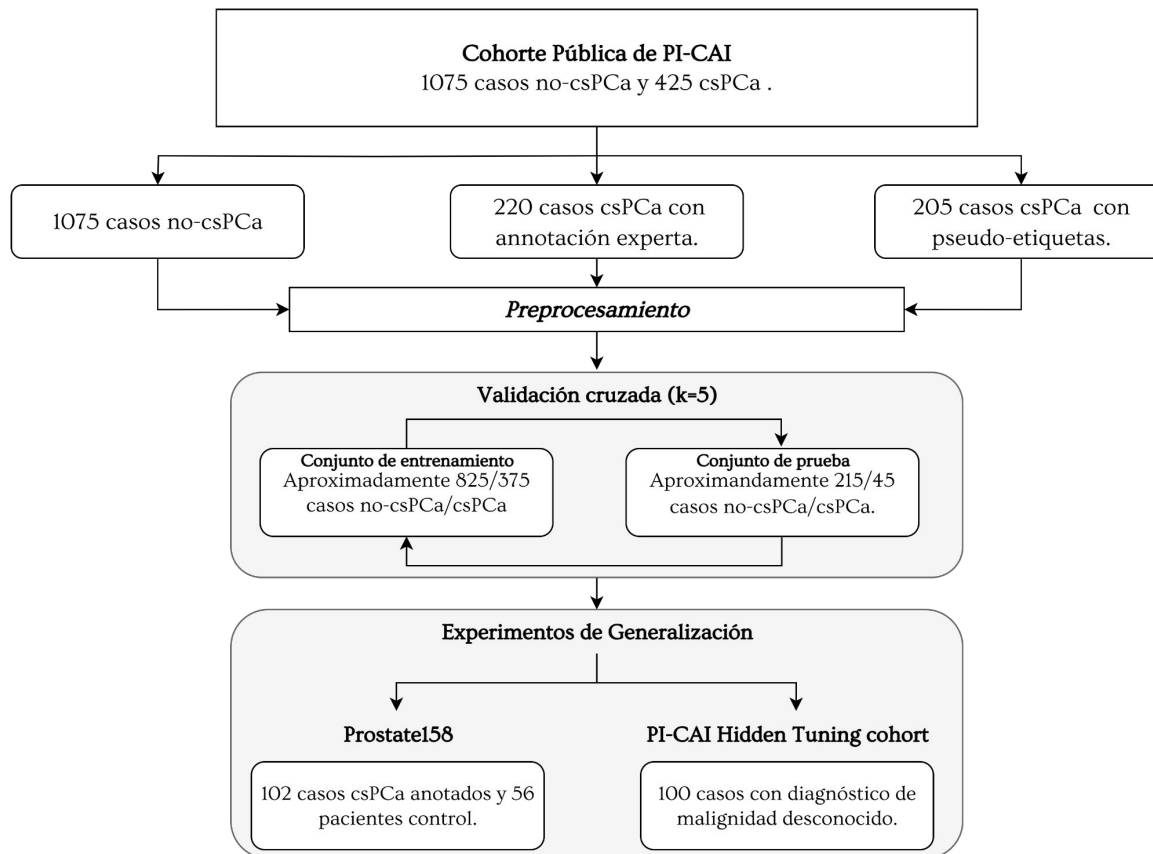 Cohorte Pública de PI-CAI
1075 casos no-csPCa y 425 csPCa .
1075 casos no-csPCa
220 casos csPCa con
annotación experta.
205 casos csPCa con
pseudo-etiquetas.
Preprocesamiento
Validación cruzada (k=5)
Conjunto de entrenamiento
Aproximadamente 825/375
casos no-csPCa/csPCa
Conjunto de prueba
Aproximandamente 215/45
casos no-csPCa/csPCa.
Experimentos de Generalización
Prostate158
102 casos csPCa anotados y 56
pacientes control.
PI-CAI Hidden Tuning cohort
100 casos con diagnóstico de
malignidad desconocido.